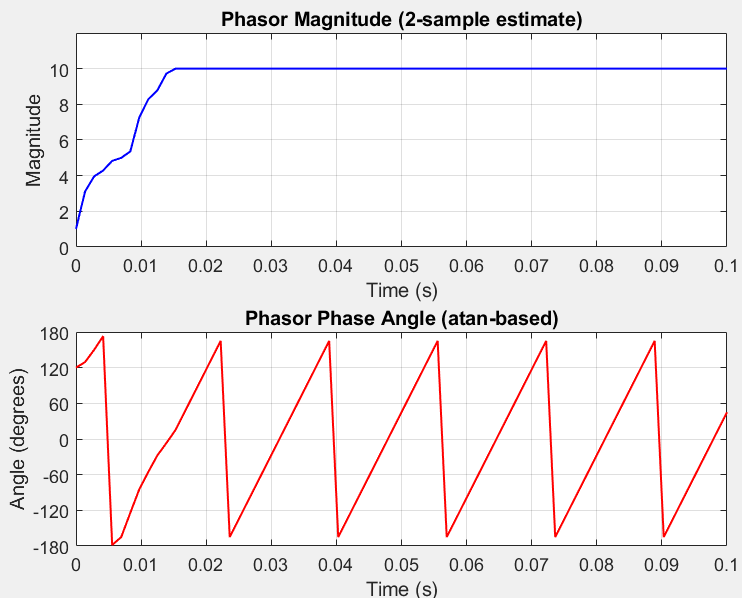 Phasor Magnitude (2-sample estimate)
10
8
6
4
2
0
Magnitude
0 0.01 0.02 0.03 0.04 0.05 0.06 0.07 0.08 0.09 0.1
Time (s)
Phasor Phase Angle (atan-based)
180
120
60
0
-60
-120
-180
Angle (degrees)
0 0.01 0.02 0.03 0.04 0.05 0.06 0.07 0.08 0.09 0.1
Time (s)